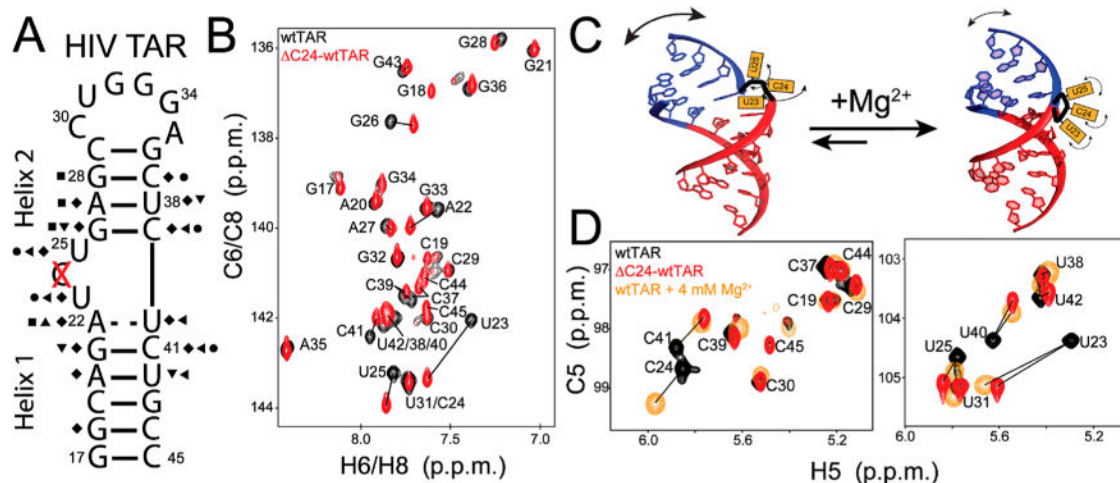 A
HIV TAR
Helix 2
Helix 1
U G G G
34
C A
30
C
C G
28 G C
A U 38
G C
25 U
C
U
22 A U
G C 41
A U
C G
G C
17 G C 45
B
wtTAR
ΔC24-wtTAR
C6/C8 (p.p.m.)
136
138
140
142
144
G28
G21
G43
G18
G36
G26
G17
G34
G33
A20
A22
A27
G32
C19
C29
C39
C44
C37
C45
C41
C30
U23
U42/38/40
A35
U25
U31/C24
8.0 7.5 7.0
H6/H8 (p.p.m.)
C
U25
C24
U23
+Mg2+
U25
C24
U23
D
wtTAR
ΔC24-wtTAR
wtTAR + 4 mM Mg2+
C5 (p.p.m.)
97
98
99
C37
C44
C19
C29
C41
C39
C45
C24
C30
6.0 5.6 5.2
103
104
105
U38
U42
U40
U23
U25
U31
6.0 5.6 5.2
H5 (p.p.m.)